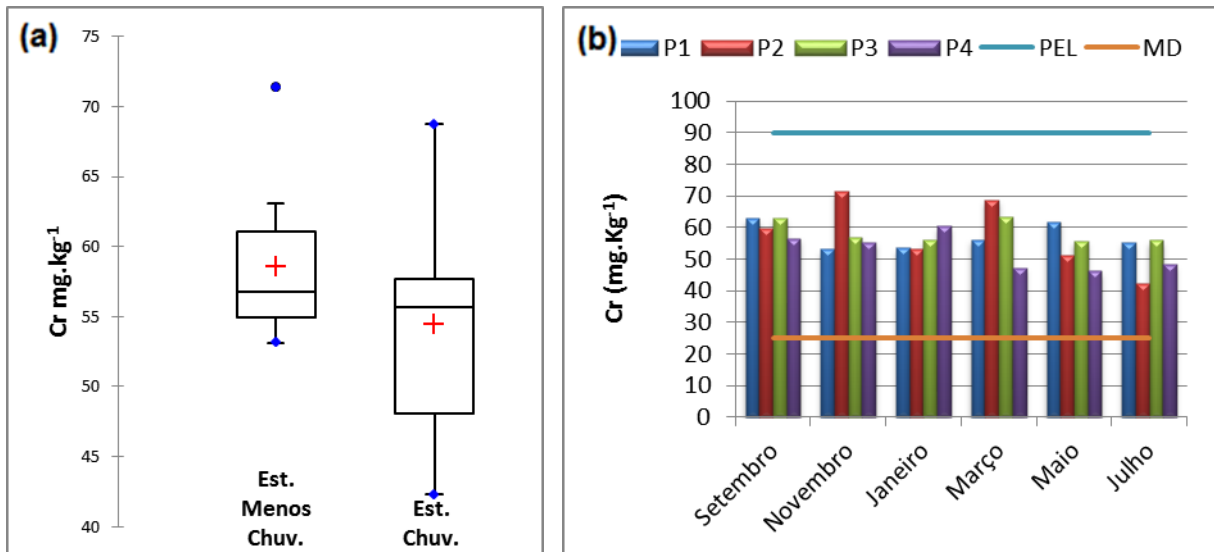 (a)
Cr mg.kg⁻¹
75
70
65
60
55
50
45
40
Est.
Menos
Chuv.
Est.
Chuv.
(b)
P1 P2 P3 P4 PEL MD
Cr (mg.Kg⁻¹)
100
90
80
70
60
50
40
30
20
10
0
Setembro
Novembro
Janeiro
Março
Maio
Julho